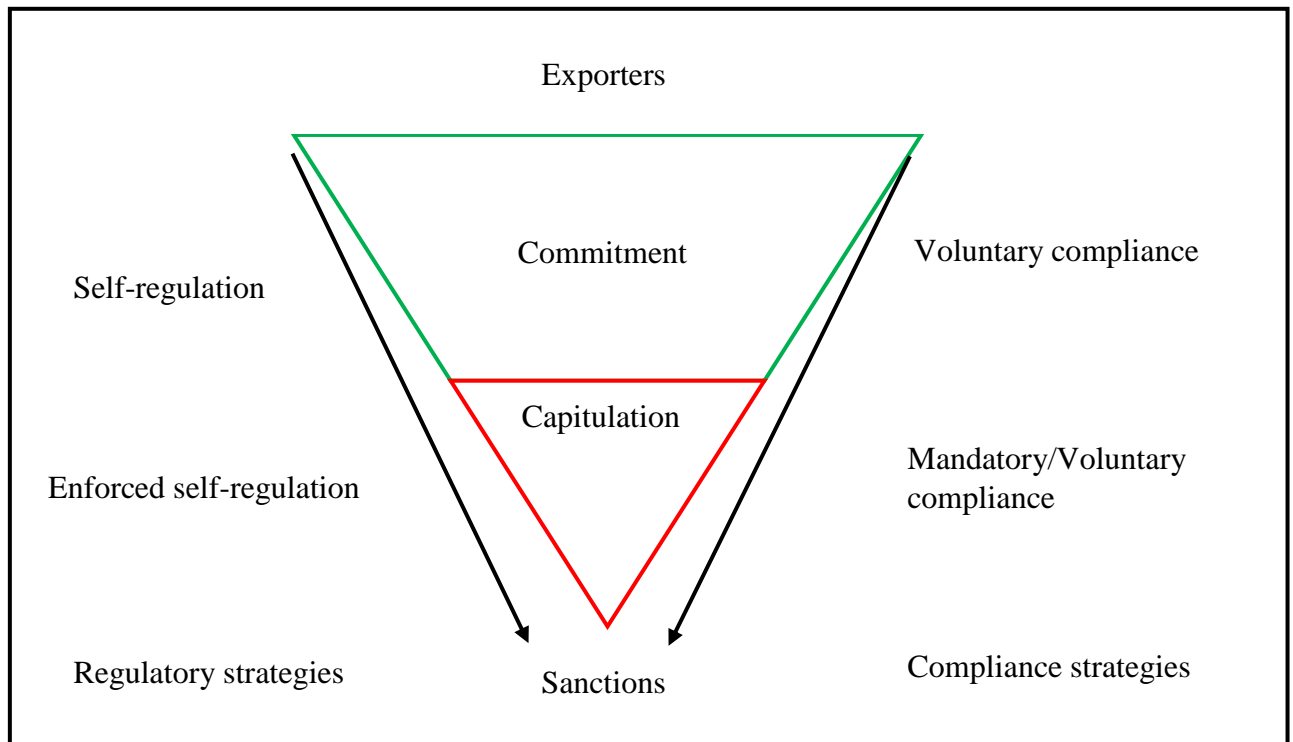 Exporters
Commitment
Voluntary compliance
Self-regulation
Capitulation
Mandatory/Voluntary
compliance
Enforced self-regulation
Regulatory strategies
Sanctions
Compliance strategies